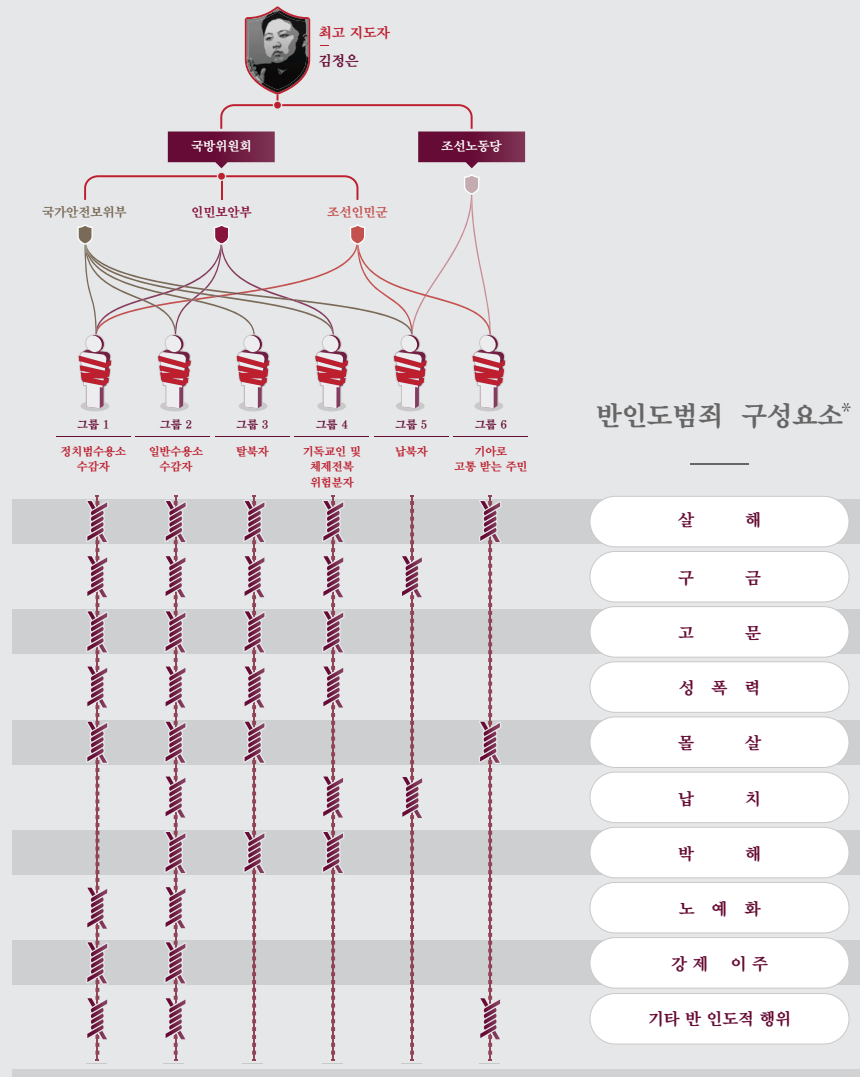 최고 지도자
김정은
국방위원회
조선노동당
국가안전보위부
인민보안부
조선인민군
그룹 1
그룹 2
그룹 3
그룹 4
그룹 5
그룹 6
정치범수용소
수감자
일반수용소
수감자
탈북자
기독교인 및
체제전복
위험분자
납북자
기아로
고통 받는 주민
반인도범죄 구성요소*
살 해
구 금
고 문
성 폭 력
몰 살
납 치
박 해
노 예 화
강 제 이 주
기타 반 인도적 행위